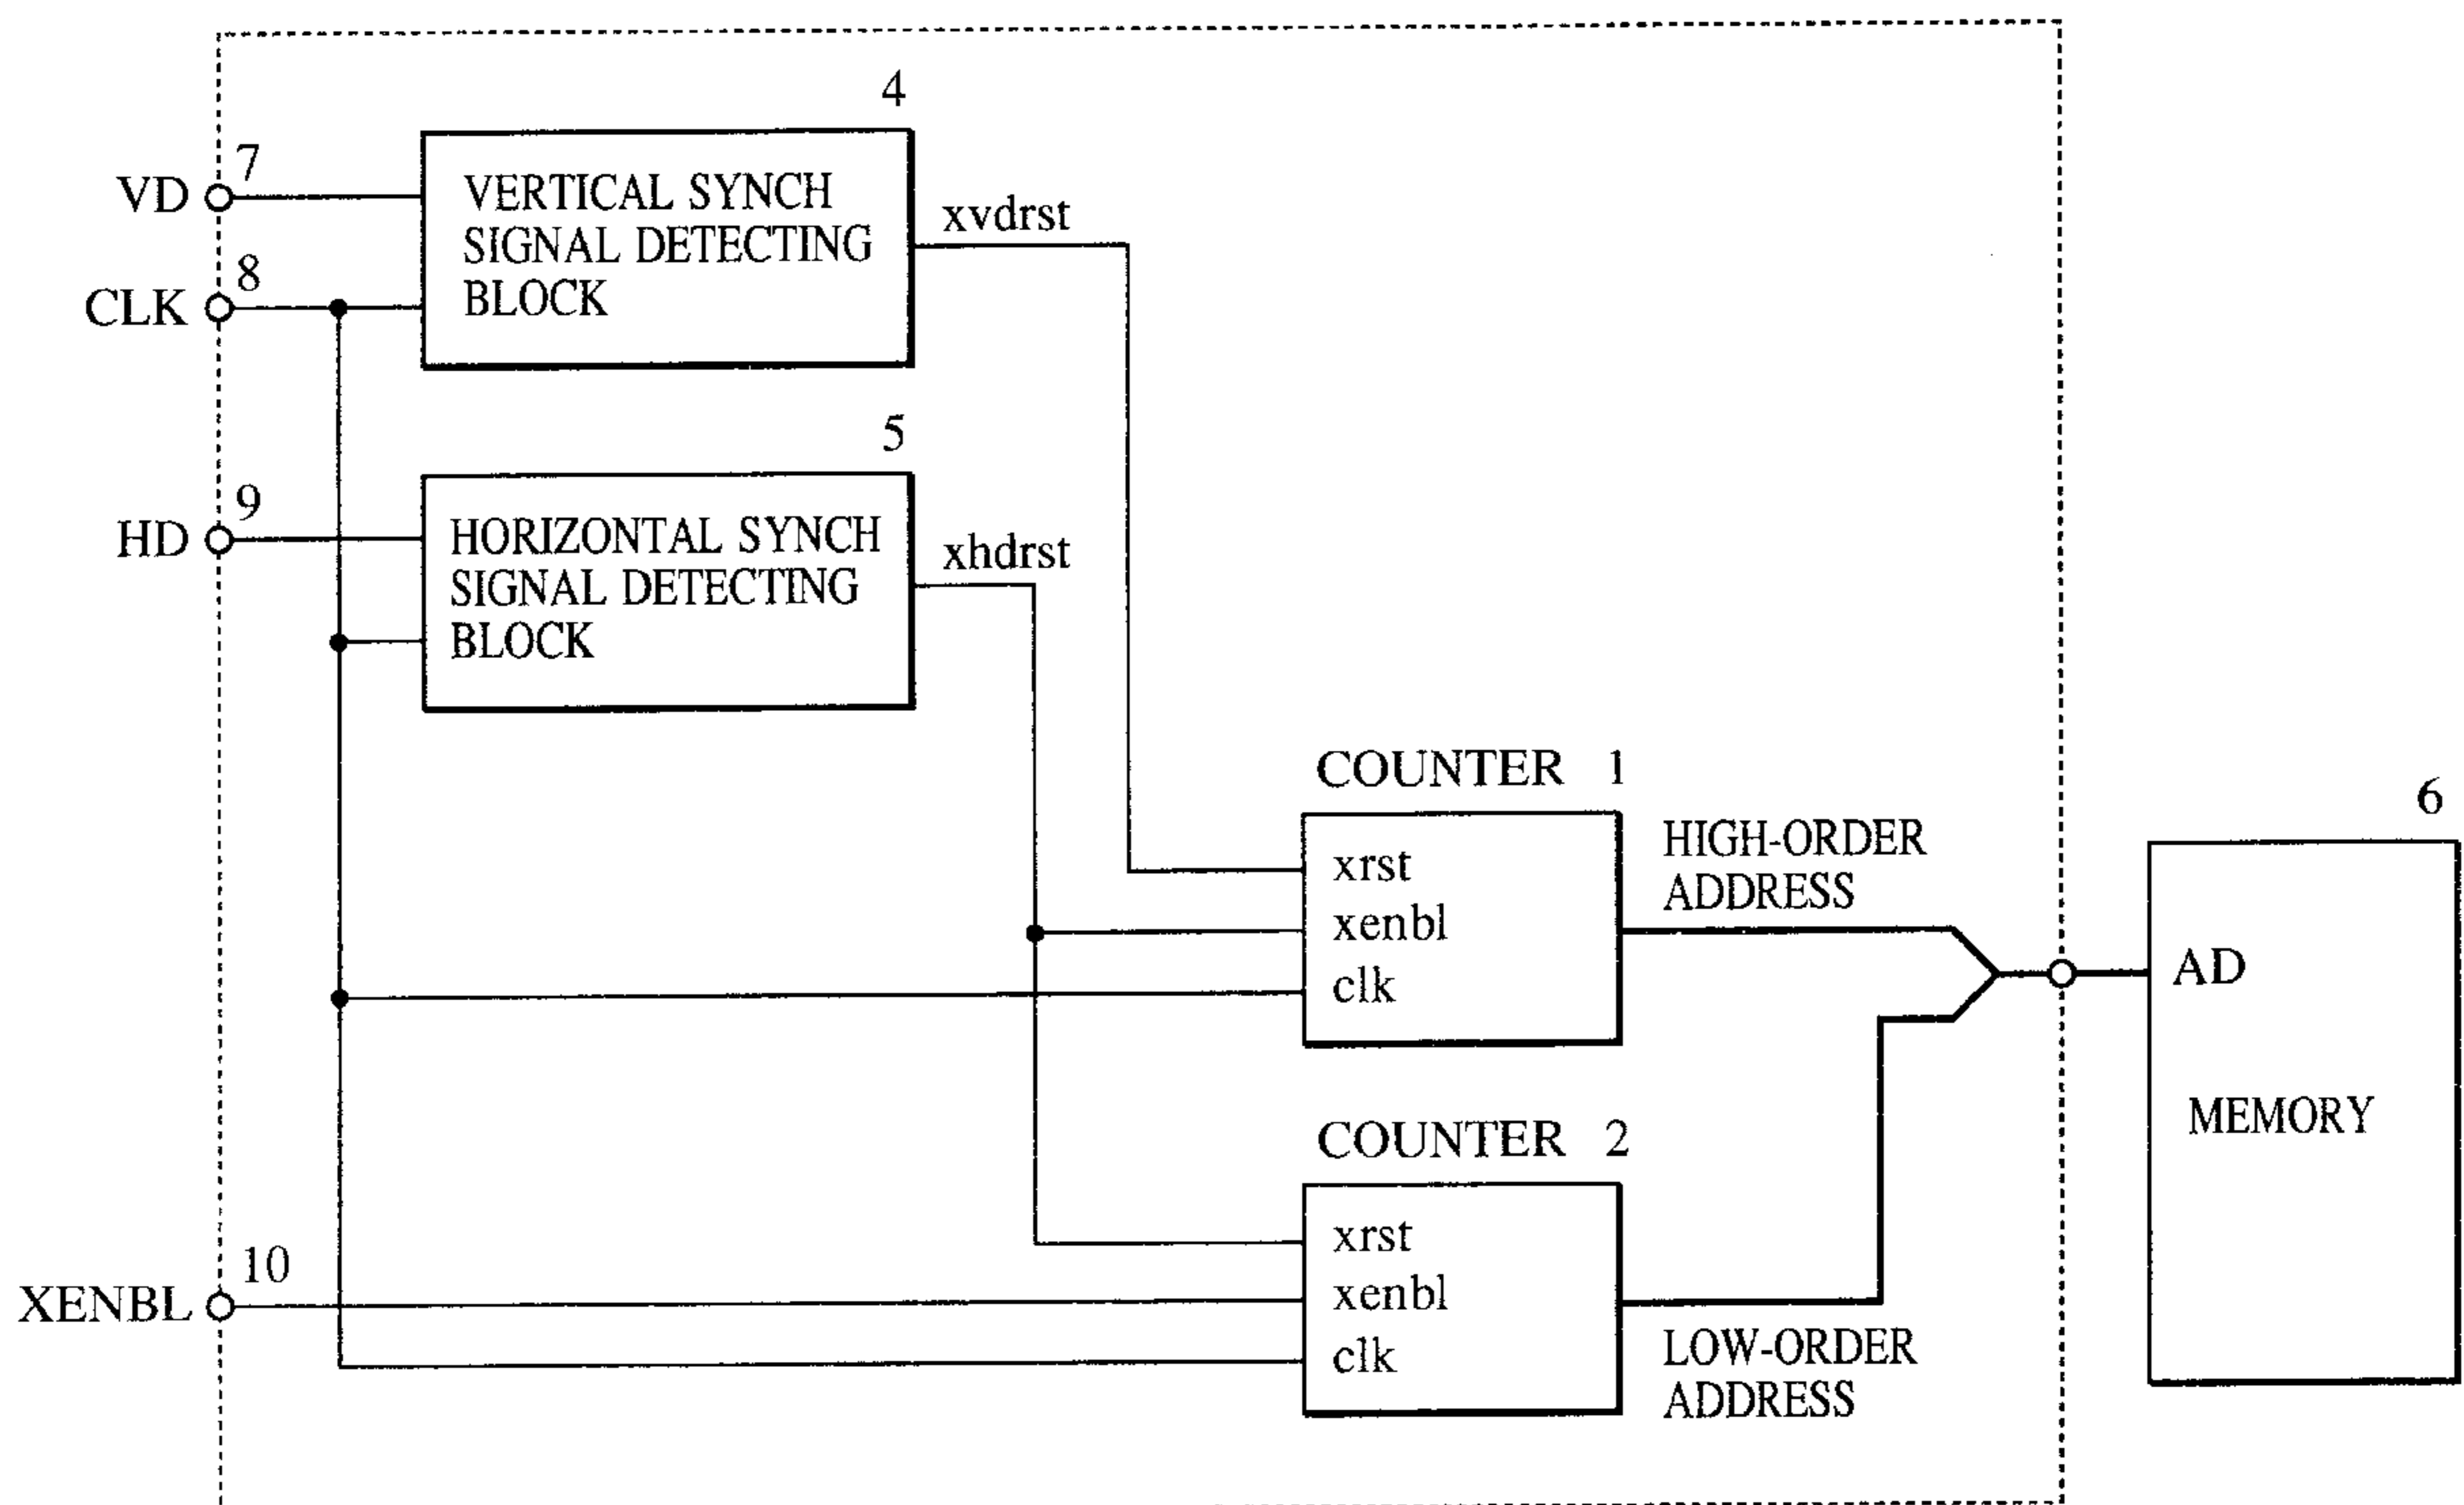 4
7
VD
VERTICAL SYNCH
SIGNAL DETECTING
BLOCK
xvdrst
8
CLK
5
9
HD
HORIZONTAL SYNCH
SIGNAL DETECTING
BLOCK
xhdrst
COUNTER 1
xrst
xenbl
clk
HIGH-ORDER
ADDRESS
6
AD
MEMORY
COUNTER 2
10
XENBL
xrst
xenbl
clk
LOW-ORDER
ADDRESS